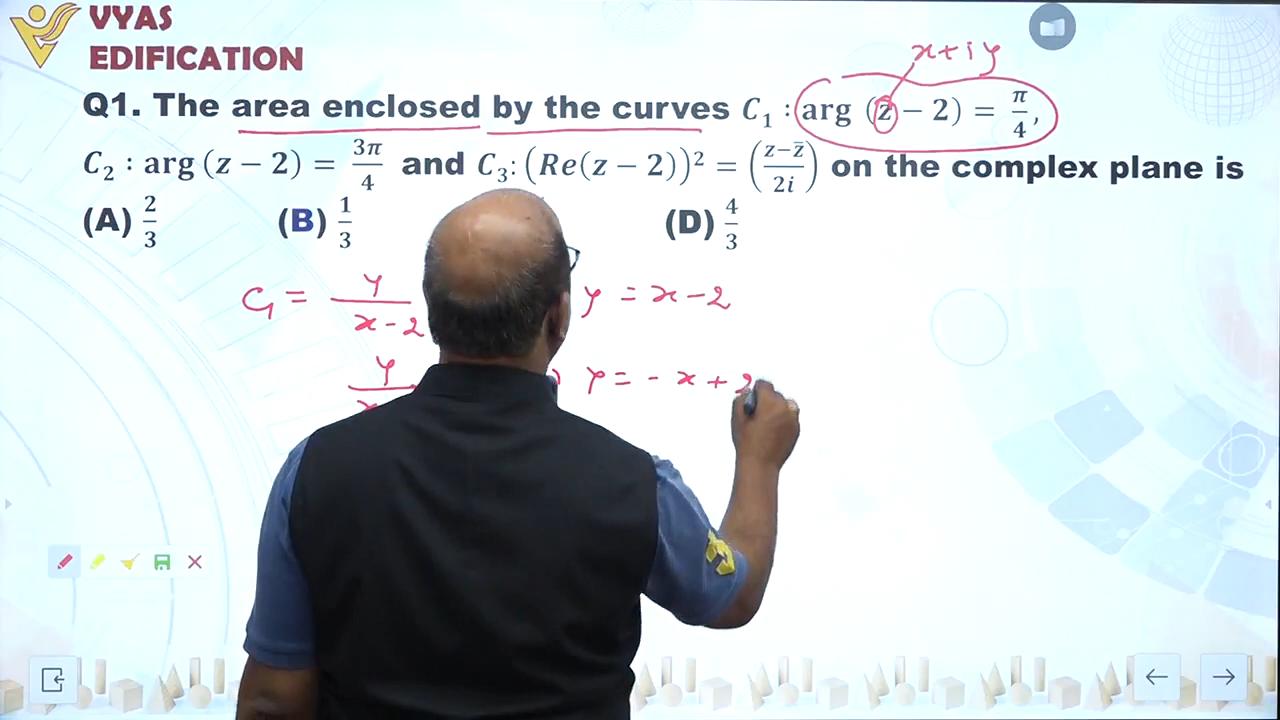 VYAS
EDIFICATION
x+iy
Q1. The area enclosed by the curves C₁ : arg (z − 2) = π/4,
C₂ : arg (z − 2) = 3π/4 and C₃: (Re(z − 2))² = ((z−z̄)/2i) on the complex plane is
(A) 2/3 (B) 1/3 (D) 4/3
C₁ = y/(x-2) y = x-2
y = -x+2